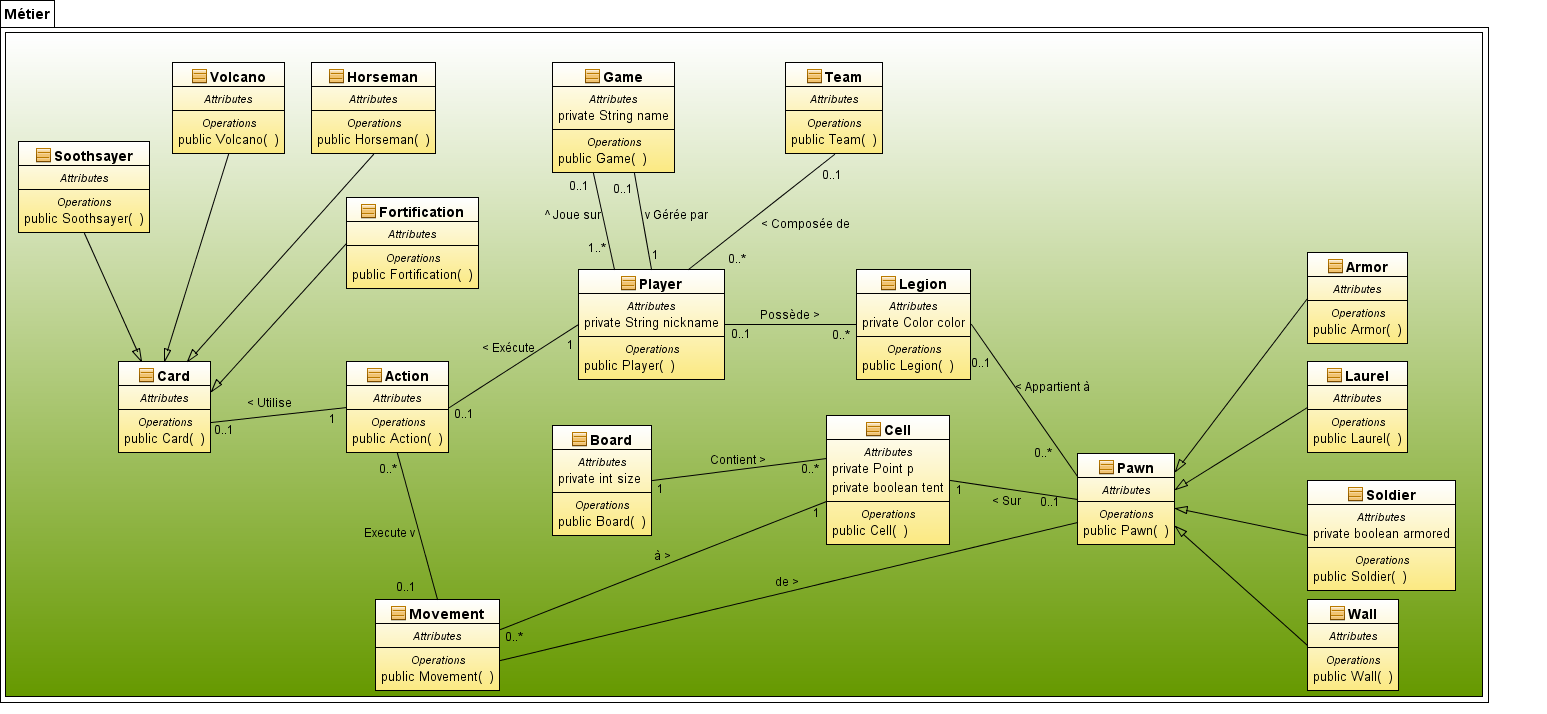 Métier
Volcano
Attributes
Operations
public Volcano( )
Horseman
Attributes
Operations
public Horseman( )
Game
Attributes
private String name
Operations
public Game( )
Team
Attributes
Operations
public Team( )
Soothsayer
Attributes
Operations
public Soothsayer( )
Fortification
Attributes
Operations
public Fortification( )
0..1
0..1
0..1
^ Joue sur
v Gérée par
< Composée de
1..*
1
0..*
Player
Attributes
private String nickname
Operations
public Player( )
Possède >
0..1
0..*
Legion
Attributes
private Color color
Operations
public Legion( )
Armor
Attributes
Operations
public Armor( )
< Exécute
1
0..1
0..1
< Appartient à
0..*
Card
Attributes
Operations
public Card( )
< Utilise
0..1
1
Action
Attributes
Operations
public Action( )
Laurel
Attributes
Operations
public Laurel( )
Board
Attributes
private int size
Operations
public Board( )
Contient >
1
0..*
Cell
Attributes
private Point p
private boolean tent
Operations
public Cell( )
1
< Sur
0..1
Pawn
Attributes
Operations
public Pawn( )
Soldier
Attributes
private boolean armored
Operations
public Soldier( )
0..*
Execute v
0..1
1
à >
0..*
de >
Movement
Attributes
Operations
public Movement( )
Wall
Attributes
Operations
public Wall( )